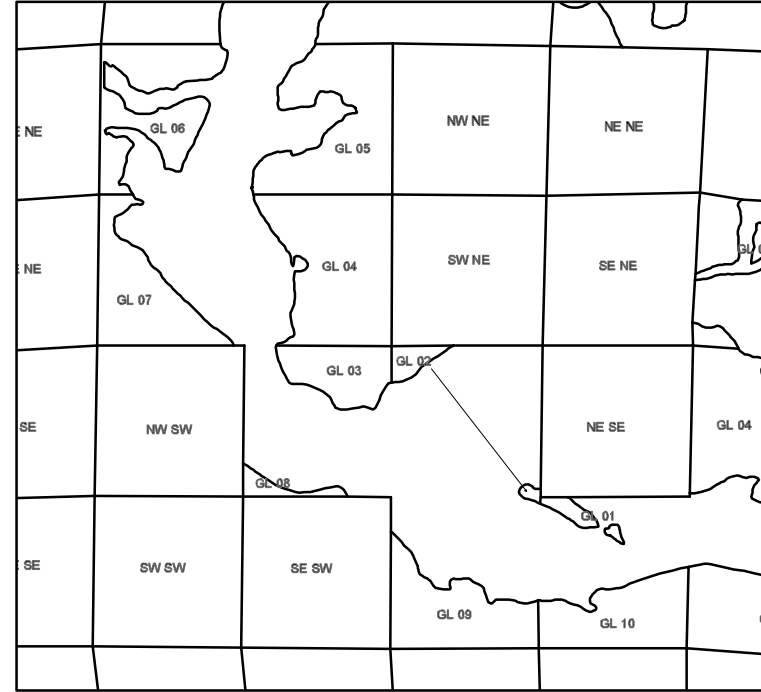 NW NE
NE NE
GL 06
E NE
GL 05
SW NE
SE NE
GL 04
NE
GL 07
GL 02
GL 03
NE SE
GL 04
SE
NW SW
GL 08
GL 01
SE
SW SW
SE SW
GL 09
GL 10